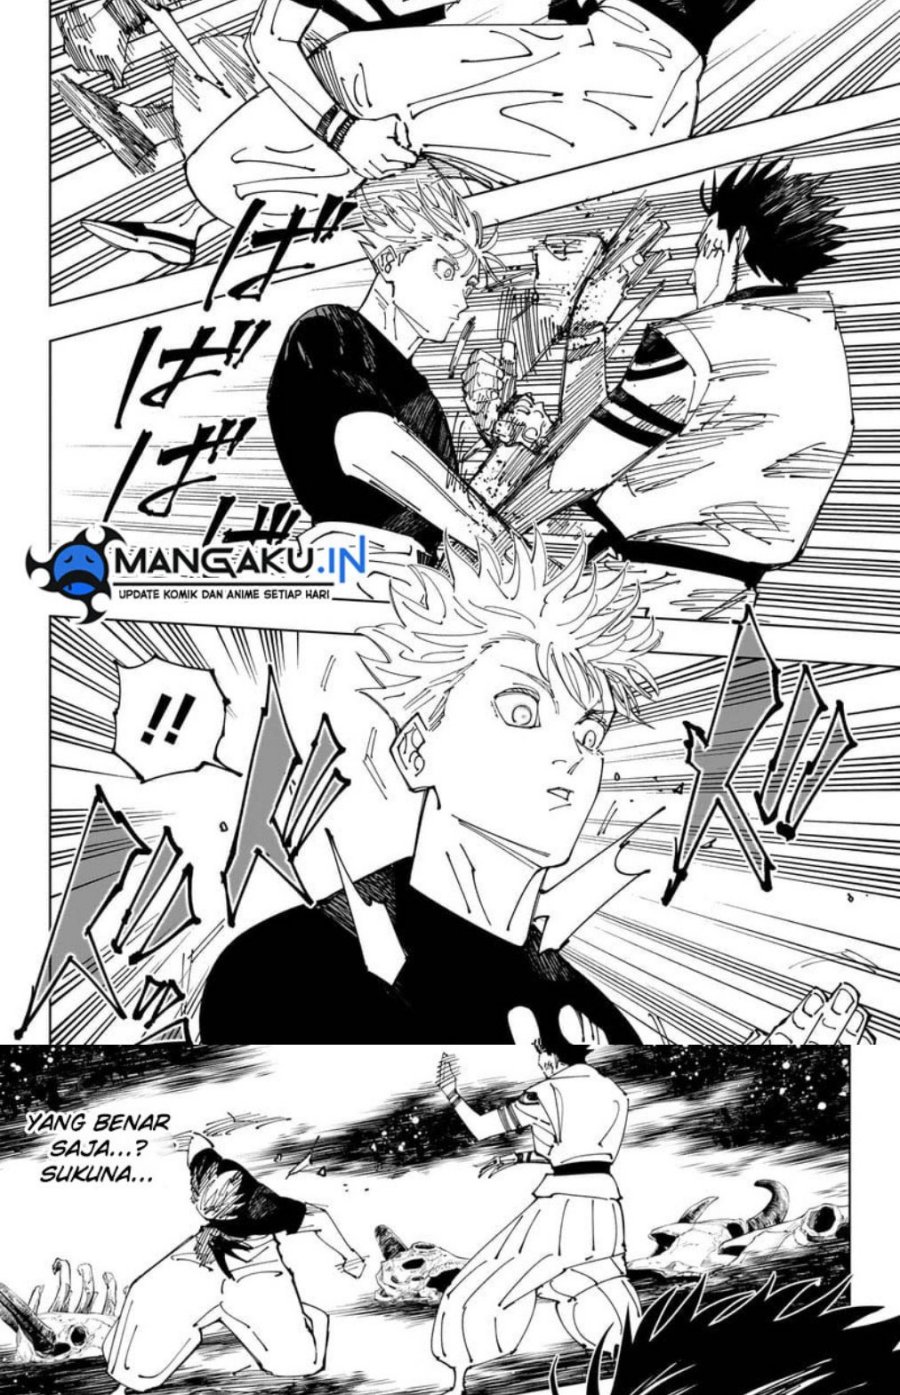 ば
ば
ば
ば
MANGAKU.IN
UPDATE KOMIK DAN ANIME SETIAP HARI
!!
YANG BENAR
SAJA...?
SUKUNA...